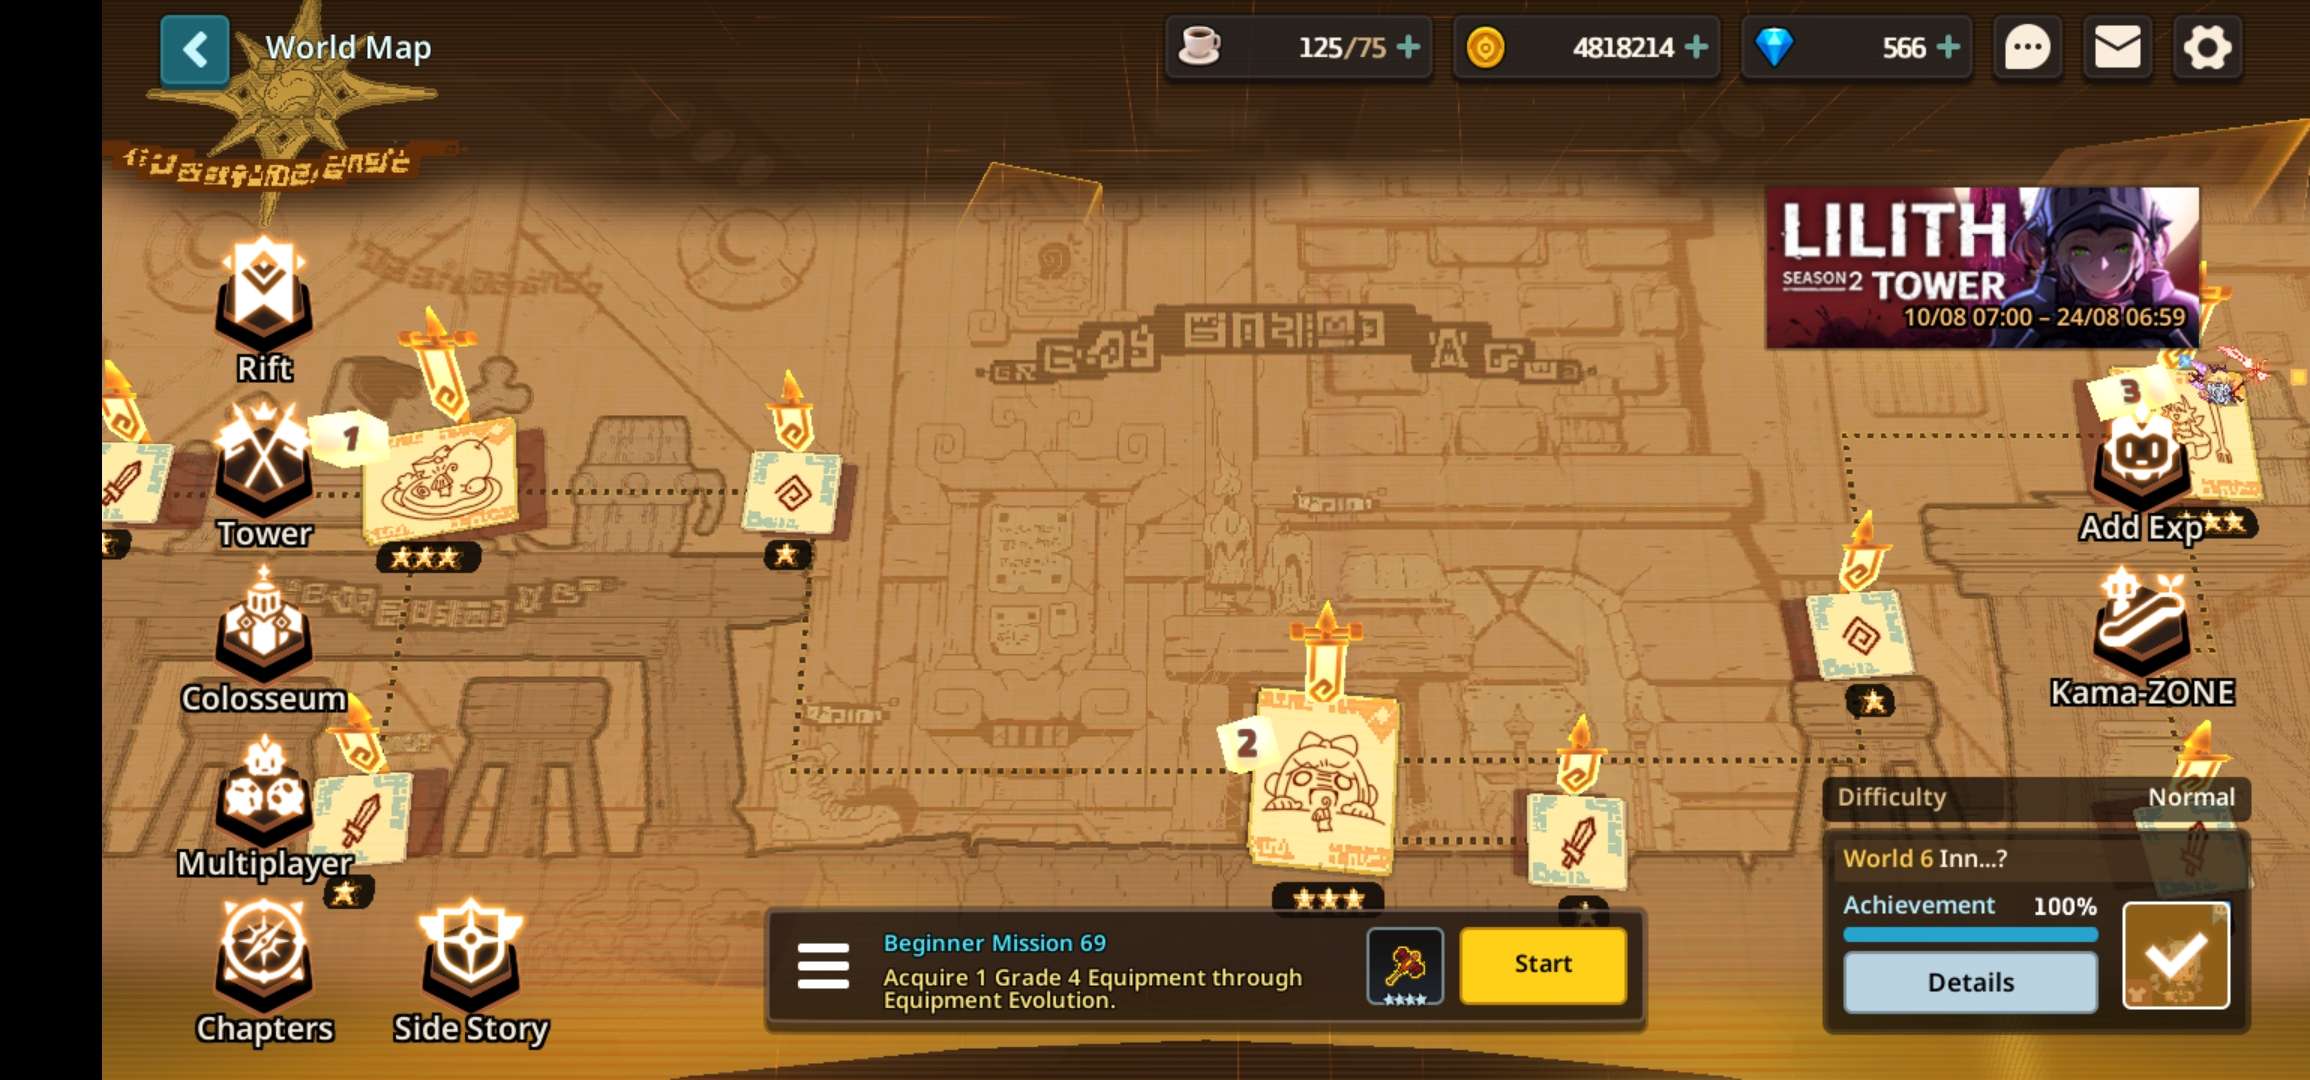 World Map
125/75
4818214
566
LILITH
SEASON2 TOWER
10/08 07:00 – 24/08 06:59
Rift
1
3
Tower
Add Exp
Colosseum
Kama-ZONE
2
Multiplayer
Difficulty Normal
World 6 Inn...?
Achievement 100%
Details
Beginner Mission 69
Acquire 1 Grade 4 Equipment through
Equipment Evolution.
Start
Chapters
Side Story